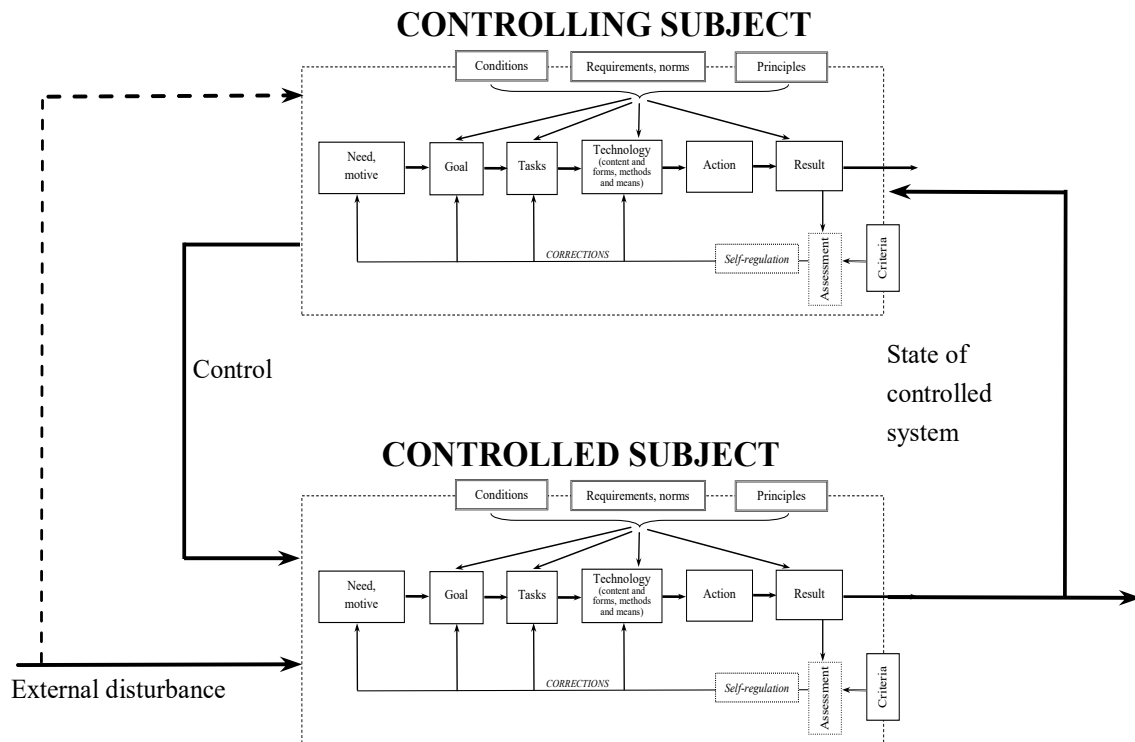 CONTROLLING SUBJECT
Conditions
Requirements, norms
Principles
Need,
motive
Goal
Tasks
Technology
(content and
forms, methods
and means)
Action
Result
CORRECTIONS
Self-regulation
Assessment
Criteria
Control
State of
controlled
system
CONTROLLED SUBJECT
Conditions
Requirements, norms
Principles
Need,
motive
Goal
Tasks
Technology
(content and
forms, methods
and means)
Action
Result
CORRECTIONS
Self-regulation
Assessment
Criteria
External disturbance